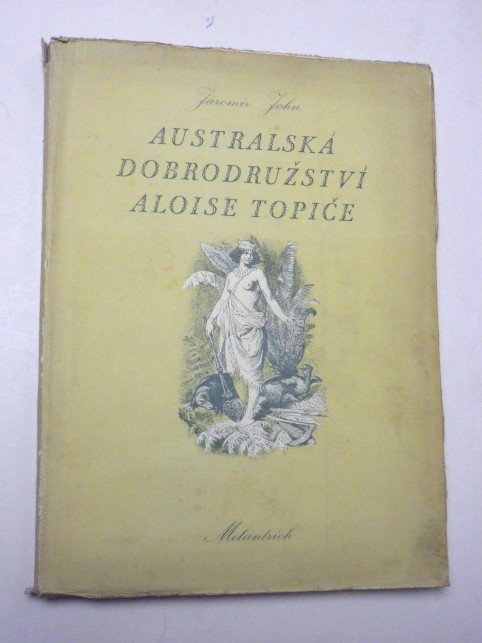 Jaromír John
AUSTRALSKÁ
DOBRODRUŽSTVÍ
ALOISE TOPIČE
Melantrich